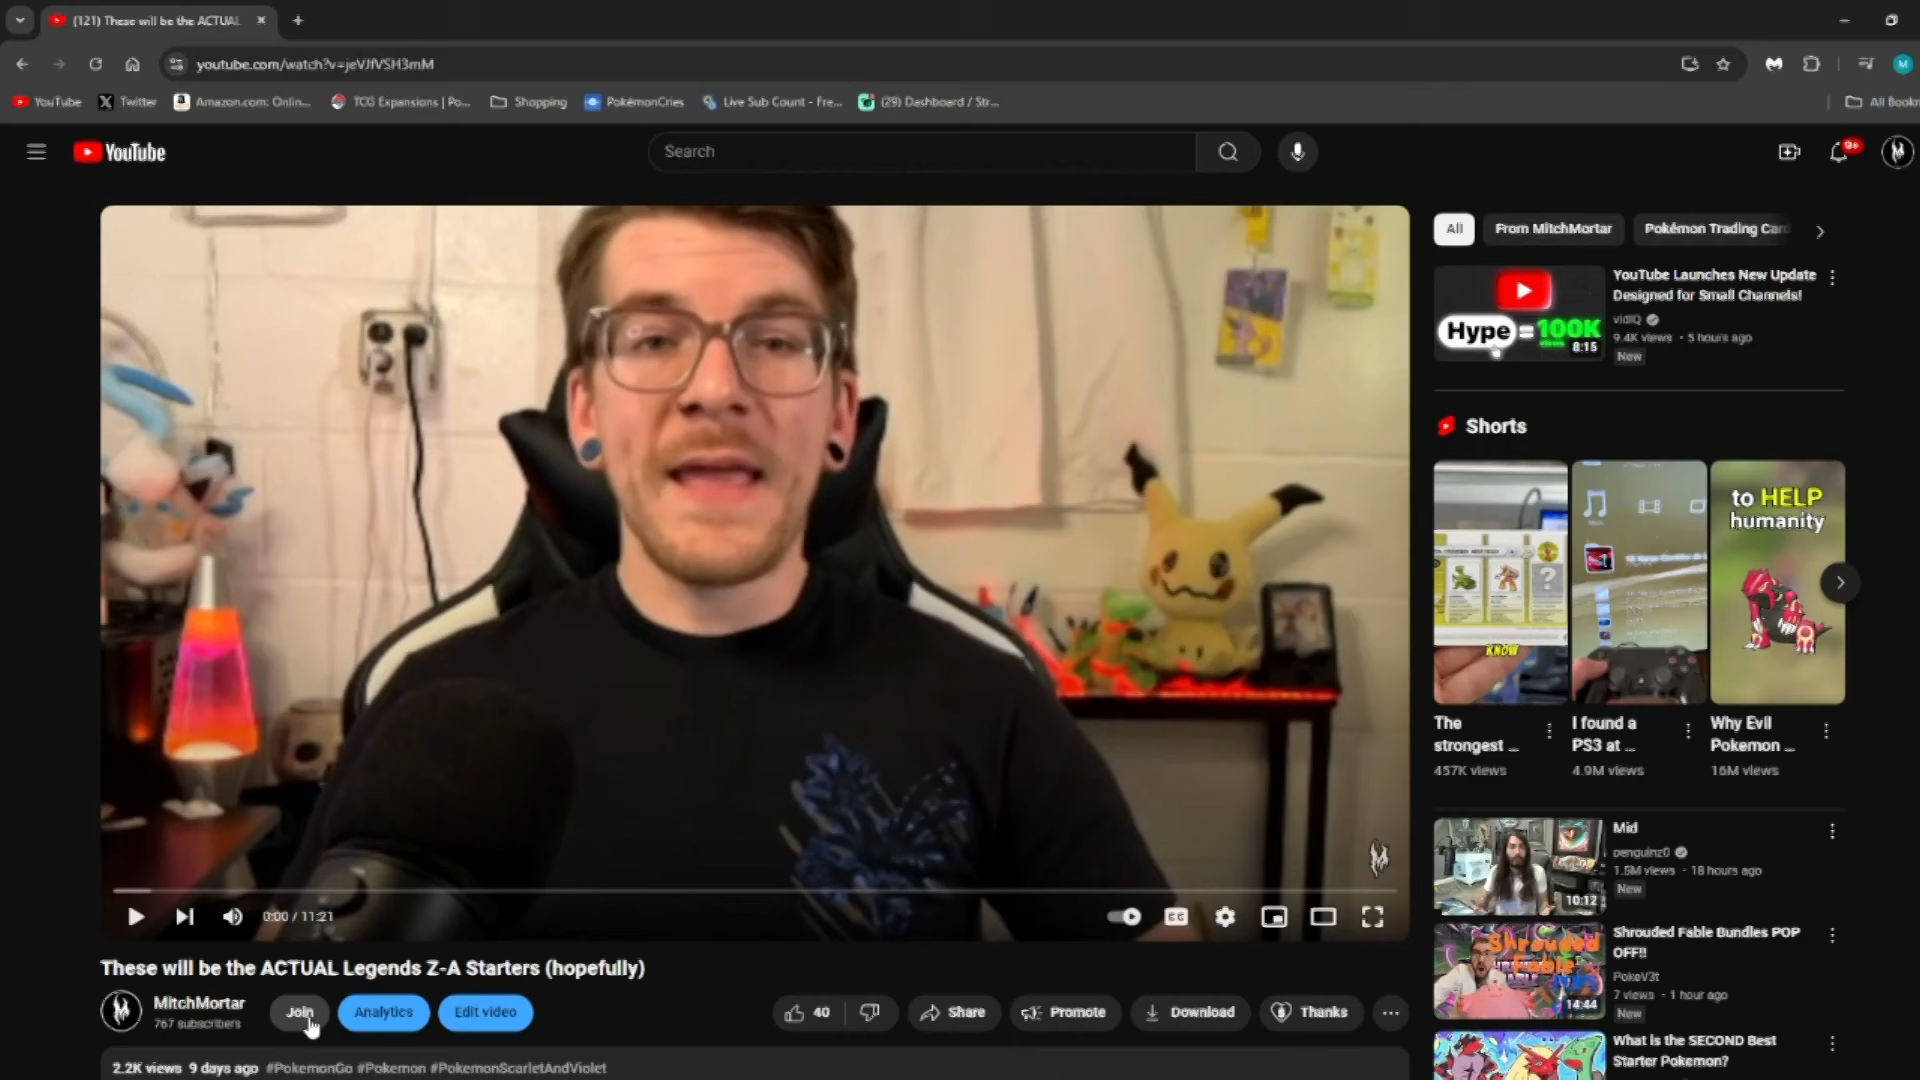 (121) These will be the ACTUAL
youtube.com/watch?v=jeVJfVSH3mM
YouTube
Twitter
Amazon.com: Onlin...
TCG Expansions | Po...
Shopping
PokémonCries
Live Sub Count - Fre...
(29) Dashboard / Str...
All Bookm
YouTube
Search
9+
M
All
From MitchMortar
Pokémon Trading Card
Hype = 100K
views
8:15
YouTube Launches New Update
Designed for Small Channels!
vidIQ
9.4K views • 5 hours ago
New
Shorts
KNOW
to HELP
humanity
The
strongest ...
457K views
I found a
PS3 at ...
4.9M views
Why Evil
Pokemon ...
16M views
Mid
penguinz0
1.5M views • 18 hours ago
New
10:12
Shrouded
Fable
14:44
Shrouded Fable Bundles POP
OFF!!
PokeV3t
7 views • 1 hour ago
New
What is the SECOND Best
Starter Pokemon?
0:00 / 11:21
CC
These will be the ACTUAL Legends Z-A Starters (hopefully)
MitchMortar
767 subscribers
Join
Analytics
Edit video
40
Share
Promote
Download
Thanks
2.2K views 9 days ago #PokemonGo #Pokemon #PokemonScarletAndViolet